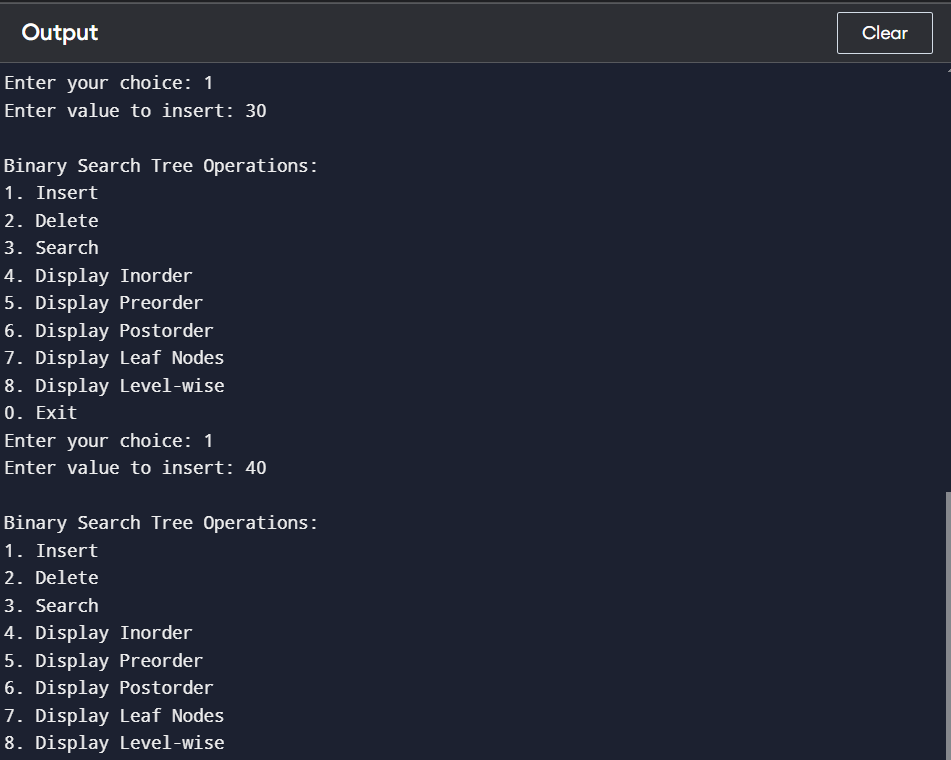 Output
Clear
Enter your choice: 1
Enter value to insert: 30
Binary Search Tree Operations:
1. Insert
2. Delete
3. Search
4. Display Inorder
5. Display Preorder
6. Display Postorder
7. Display Leaf Nodes
8. Display Level-wise
0. Exit
Enter your choice: 1
Enter value to insert: 40
Binary Search Tree Operations:
1. Insert
2. Delete
3. Search
4. Display Inorder
5. Display Preorder
6. Display Postorder
7. Display Leaf Nodes
8. Display Level-wise